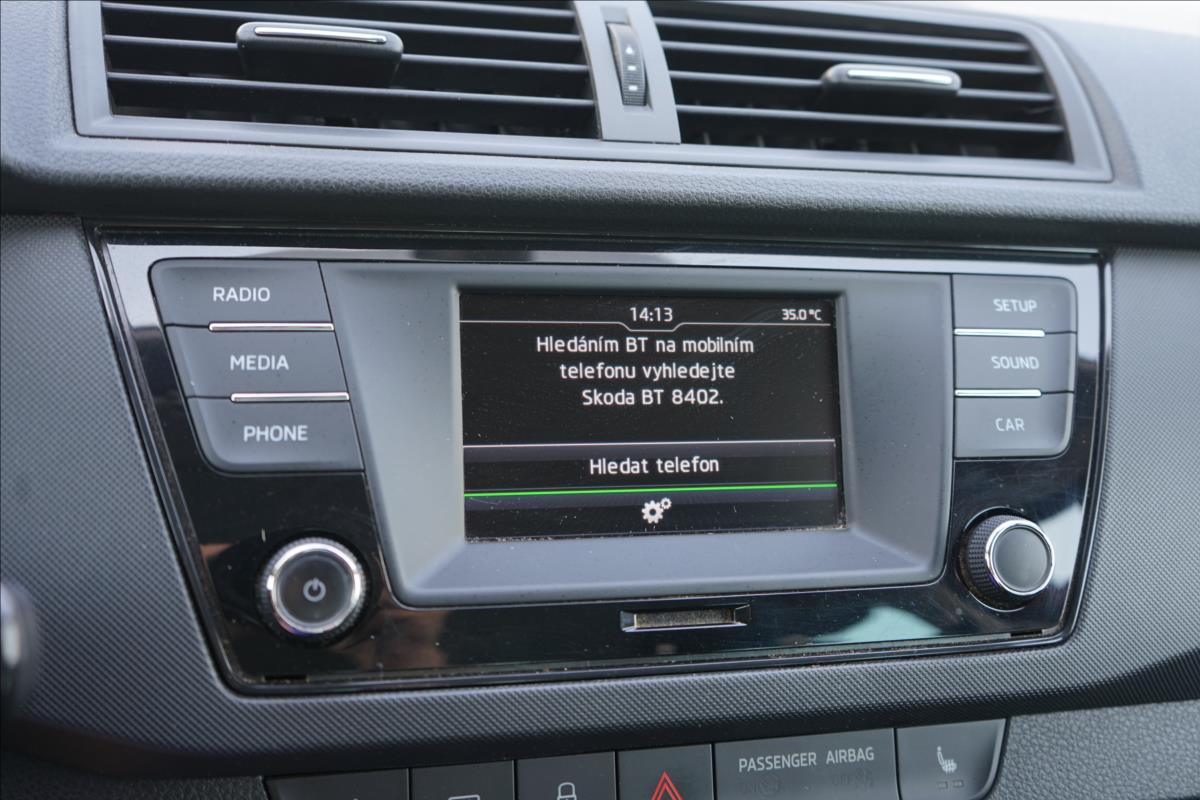 RADIO
MEDIA
PHONE
14:13
35.0 °C
Hledáním BT na mobilním
telefonu vyhledejte
Skoda BT 8402.
Hledat telefon
SETUP
SOUND
CAR
PASSENGER AIRBAG